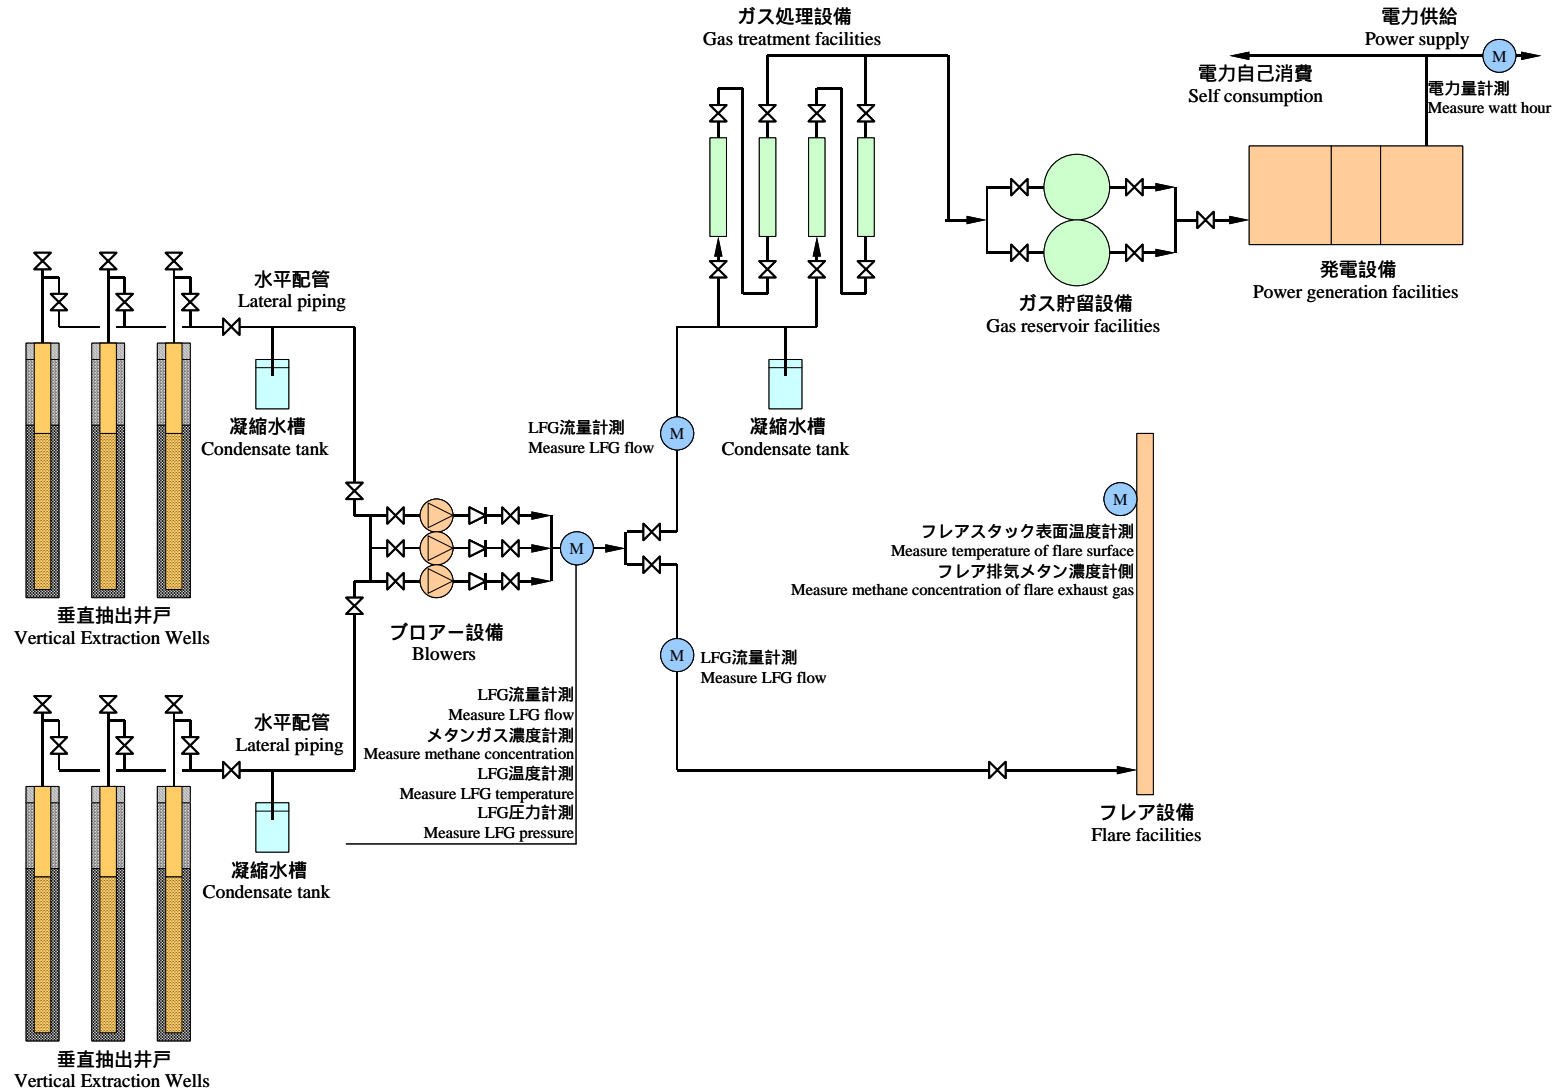 ガス処理設備
Gas treatment facilities
電力供給
Power supply
M
電力自己消費
Self consumption
電力量計測
Measure watt hour
発電設備
Power generation facilities
ガス貯留設備
Gas reservoir facilities
水平配管
Lateral piping
凝縮水槽
Condensate tank
LFG流量計測
Measure LFG flow
M
凝縮水槽
Condensate tank
M
フレアスタック表面温度計測
Measure temperature of flare surface
フレア排気メタン濃度計側
Measure methane concentration of flare exhaust gas
M
垂直抽出井戸
Vertical Extraction Wells
ブロアー設備
Blowers
M
LFG流量計測
Measure LFG flow
水平配管
Lateral piping
LFG流量計測
Measure LFG flow
メタンガス濃度計測
Measure methane concentration
LFG温度計測
Measure LFG temperature
LFG圧力計測
Measure LFG pressure
フレア設備
Flare facilities
凝縮水槽
Condensate tank
垂直抽出井戸
Vertical Extraction Wells